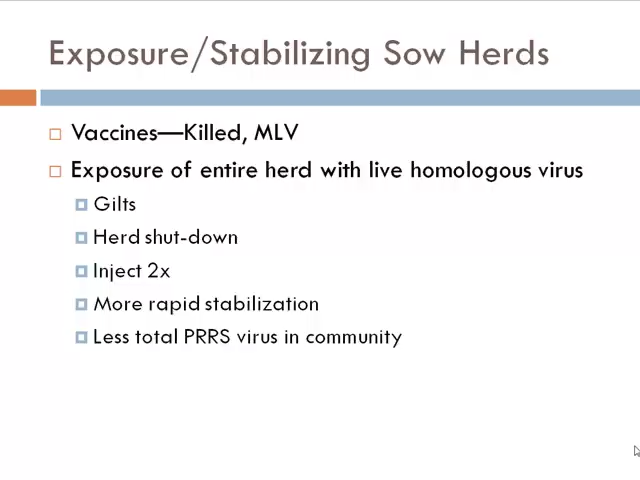 Exposure/Stabilizing Sow Herds
Vaccines—Killed, MLV
Exposure of entire herd with live homologous virus
Gilts
Herd shut-down
Inject 2x
More rapid stabilization
Less total PRRS virus in community